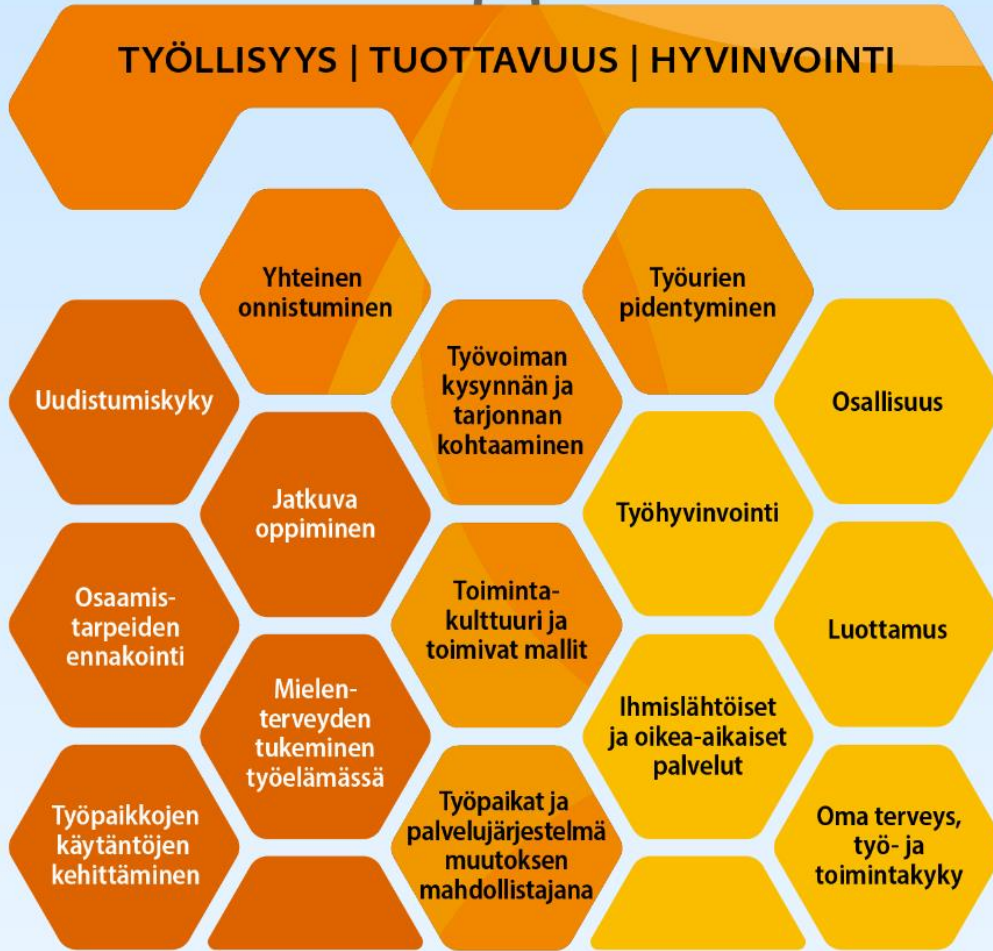 TYÖLLISYYS | TUOTTAVUUS | HYVINVOINTI
Yhteinen
onnistuminen
Työurien
pidentyminen
Uudistumiskyky
Työvoiman
kysynnän ja
tarjonnan
kohtaaminen
Osallisuus
Jatkuva
oppiminen
Työhyvinvointi
Osaamis-
tarpeiden
ennakointi
Toiminta-
kulttuuri ja
toimivat mallit
Luottamus
Mielen-
terveyden
tukeminen
työelämässä
Ihmislähtöiset
ja oikea-aikaiset
palvelut
Työpaikkojen
käytäntöjen
kehittäminen
Työpaikat ja
palvelujärjestelmä
muutoksen
mahdollistajana
Oma terveys,
työ- ja
toimintakyky